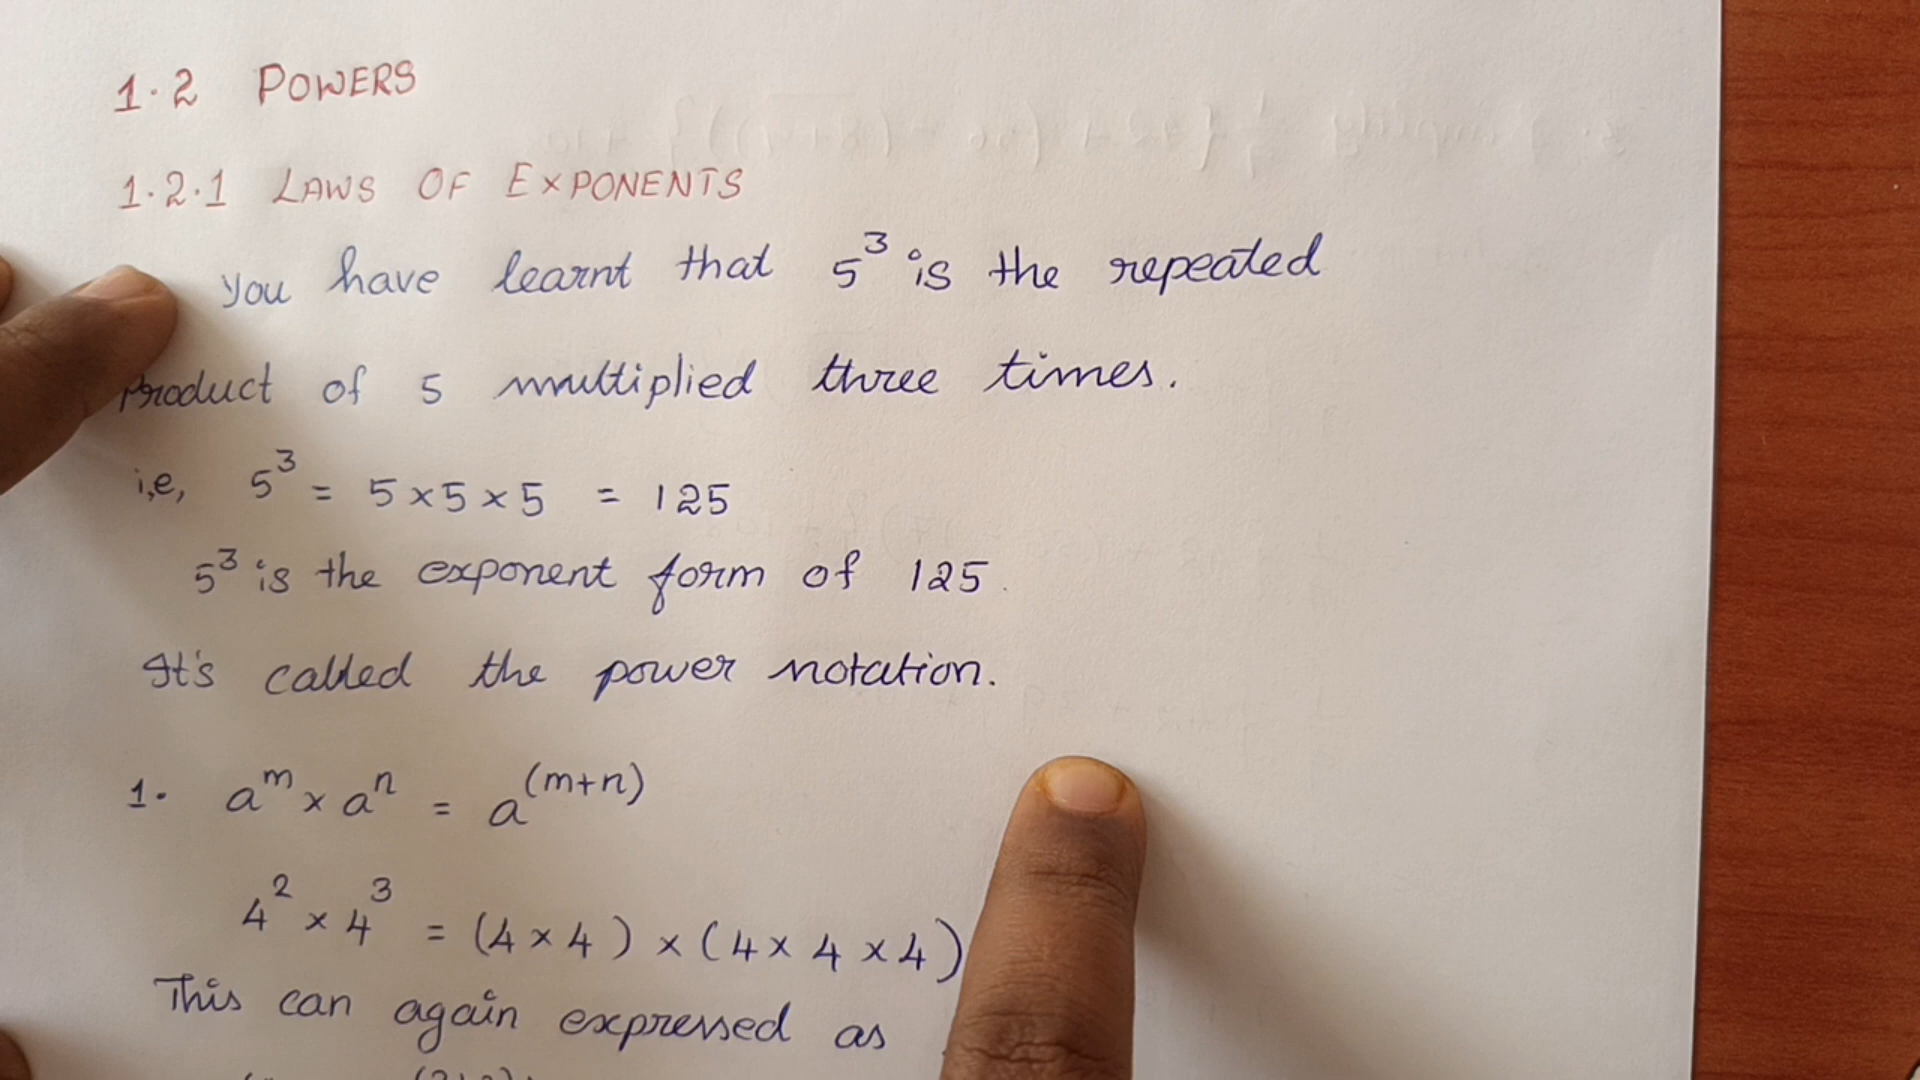 1.2 POWERS
1.2.1 LAWS OF EXPONENTS
You have learnt that 5³ is the repeated
product of 5 multiplied three times.
i,e, 5³ = 5×5×5 = 125
5³ is the exponent form of 125.
It's called the power notation.
1. aᵐ × aⁿ = a⁽ᵐ⁺ⁿ⁾
4² × 4³ = (4×4) × (4×4×4)
This can again expressed as